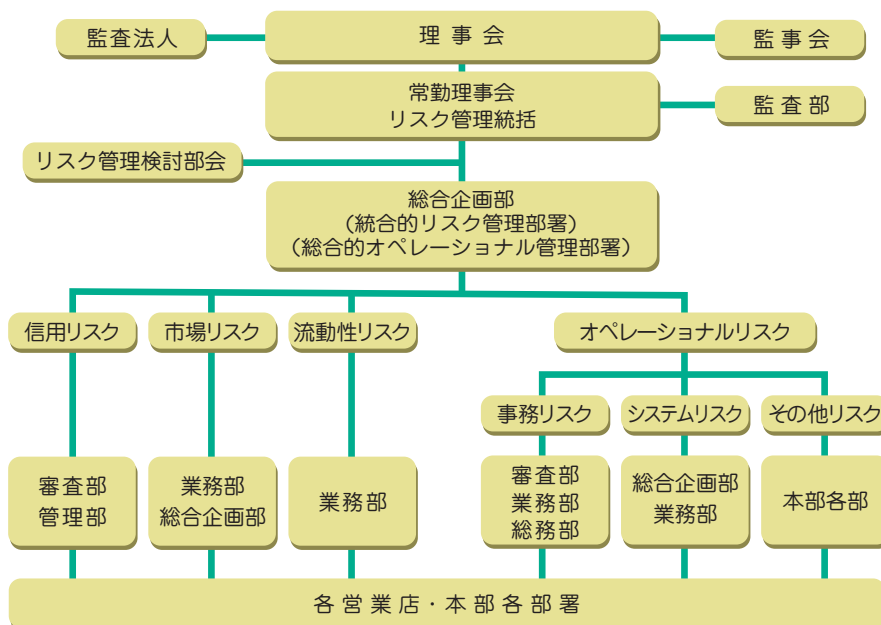 監査法人
理事会
監事会
常勤理事会
リスク管理統括
監査部
リスク管理検討部会
総合企画部
(統合的リスク管理部署)
(総合的オペレーショナル管理部署)
信用リスク
市場リスク
流動性リスク
オペレーショナルリスク
事務リスク
システムリスク
その他リスク
審査部
管理部
業務部
総合企画部
業務部
審査部
業務部
総務部
総合企画部
業務部
本部各部
各営業店・本部各部署